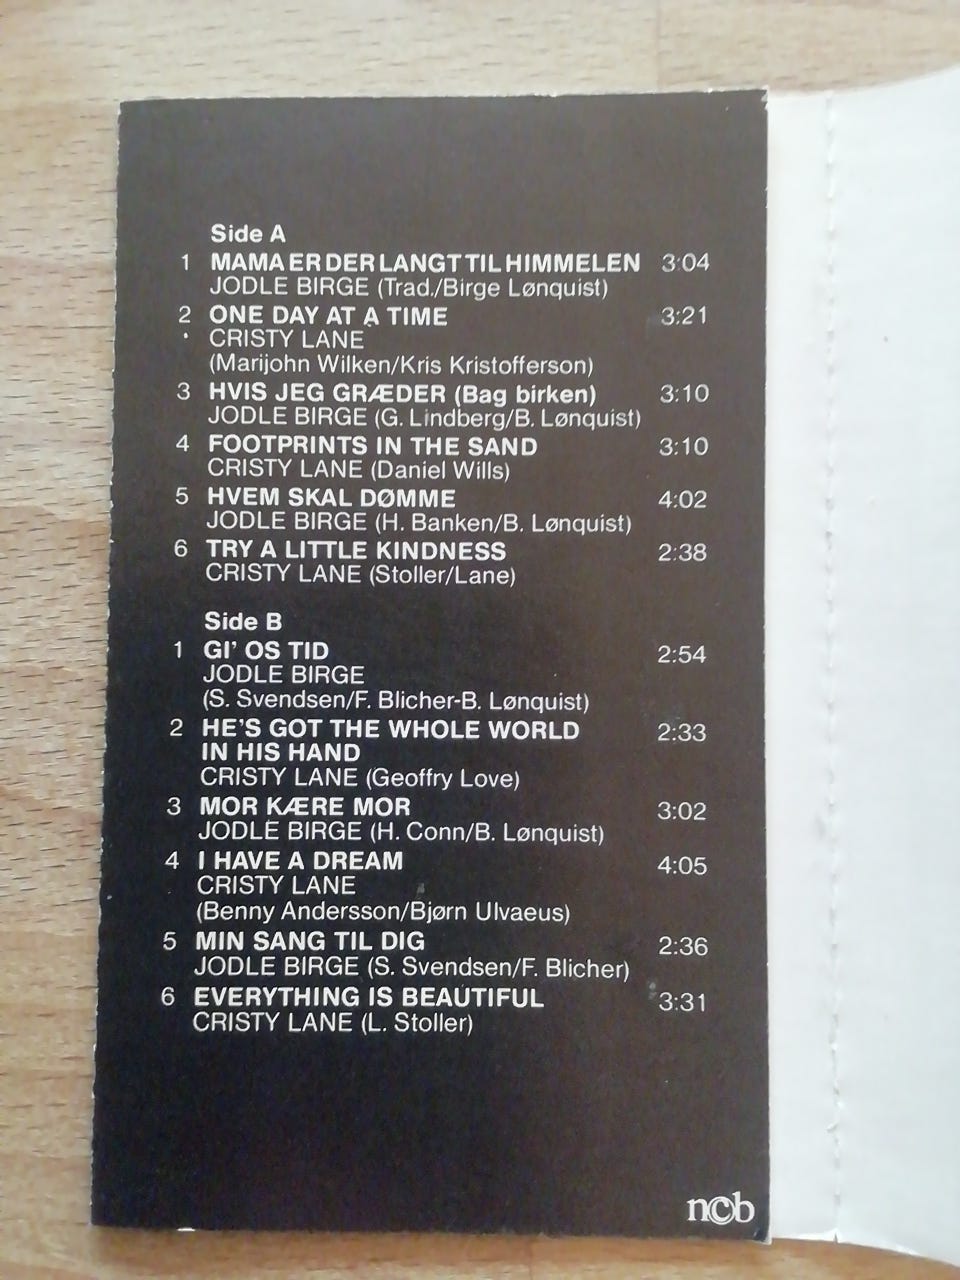 Side A
1 MAMA ER DER LANGT TIL HIMMELEN 3:04
JODLE BIRGE (Trad./Birge Lønquist)
2 ONE DAY AT A TIME 3:21
CRISTY LANE
(Marijohn Wilken/Kris Kristofferson)
3 HVIS JEG GRÆDER (Bag birken) 3:10
JODLE BIRGE (G. Lindberg/B. Lønquist)
4 FOOTPRINTS IN THE SAND 3:10
CRISTY LANE (Daniel Wills)
5 HVEM SKAL DØMME 4:02
JODLE BIRGE (H. Banken/B. Lønquist)
6 TRY A LITTLE KINDNESS 2:38
CRISTY LANE (Stoller/Lane)
Side B
1 GI' OS TID 2:54
JODLE BIRGE
(S. Svendsen/F. Blicher-B. Lønquist)
2 HE'S GOT THE WHOLE WORLD 2:33
IN HIS HAND
CRISTY LANE (Geoffry Love)
3 MOR KÆRE MOR 3:02
JODLE BIRGE (H. Conn/B. Lønquist)
4 I HAVE A DREAM 4:05
CRISTY LANE
(Benny Andersson/Bjørn Ulvaeus)
5 MIN SANG TIL DIG 2:36
JODLE BIRGE (S. Svendsen/F. Blicher)
6 EVERYTHING IS BEAUTIFUL 3:31
CRISTY LANE (L. Stoller)
n©b